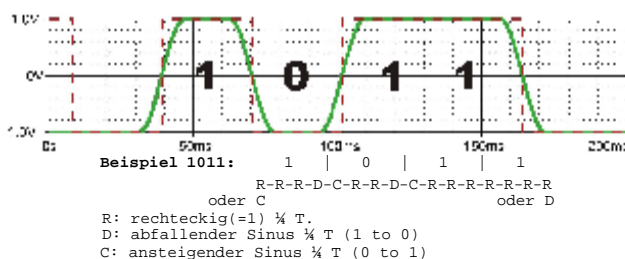 1.0V
0V
1 0 1 1
1.0V
0s 50ms 100ms 150ms 200ms
Beispiel 1011: 1 | 0 | 1 | 1
R-R-R-D-C-R-R-D-C-R-R-R-R-R-R
oder C oder D
R: rechteckig(=1) ¼ T.
D: abfallender Sinus ¼ T (1 to 0)
C: ansteigender Sinus ¼ T (0 to 1)